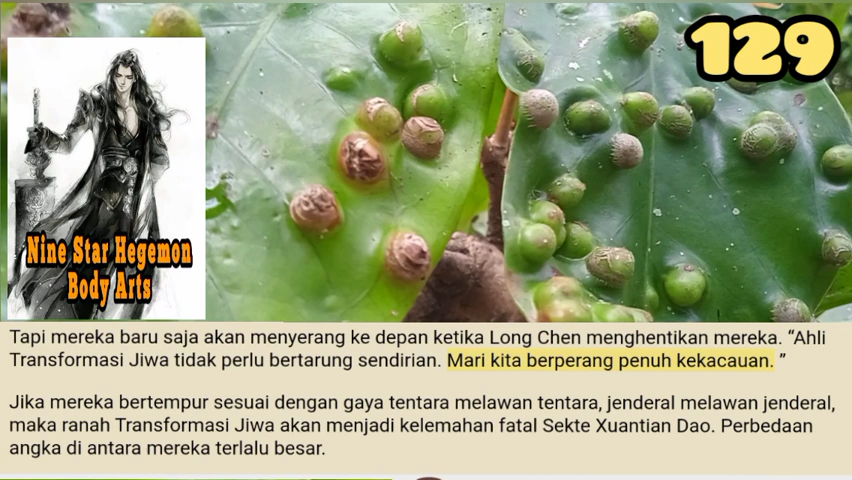 129
Nine Star Hegemon
Body Arts
Tapi mereka baru saja akan menyerang ke depan ketika Long Chen menghentikan mereka. “Ahli
Transformasi Jiwa tidak perlu bertarung sendirian. Mari kita berperang penuh kekacauan. ”
Jika mereka bertempur sesuai dengan gaya tentara melawan tentara, jenderal melawan jenderal,
maka ranah Transformasi Jiwa akan menjadi kelemahan fatal Sekte Xuantian Dao. Perbedaan
angka di antara mereka terlalu besar.